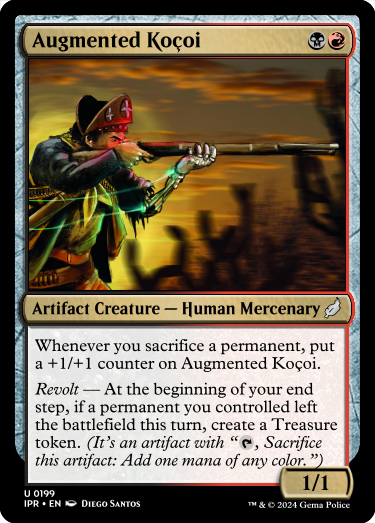 Augmented Koçoi
Artifact Creature — Human Mercenary
Whenever you sacrifice a permanent, put
a +1/+1 counter on Augmented Koçoi.
Revolt — At the beginning of your end
step, if a permanent you controlled left
the battlefield this turn, create a Treasure
token. (It's an artifact with “, Sacrifice
this artifact: Add one mana of any color.”)
1/1
U 0199
IPR • EN Diego Santos
™ & © 2024 Gema Police